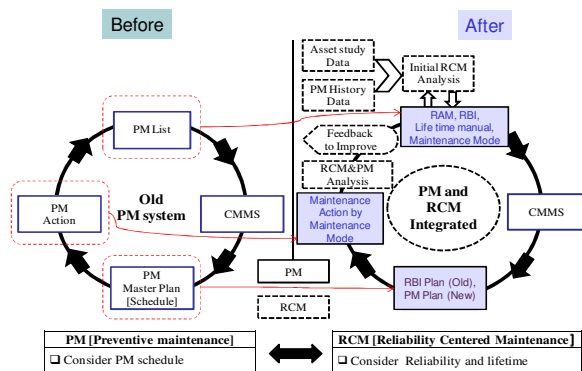 Before
After
Asset study
Data
PM History
Data
Initial RCM
Analysis
PM List
RAM, RBI,
Life time manual,
Maintenance Mode
Feedback
to Improve
RCM&PM
Analysis
PM
Action
Old
PM system
CMMS
Maintenance
Action by
Maintenance
Mode
PM and
RCM
Integrated
CMMS
PM
Master Plan
[Schedule]
PM
RCM
RBI Plan (Old),
PM Plan (New)
PM [Preventive maintenance]
❑ Consider PM schedule
RCM [Reliability Centered Maintenance]
❑ Consider Reliability and lifetime